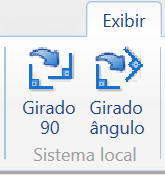 Exibir
Girado
90
Girado
ângulo
Sistema local